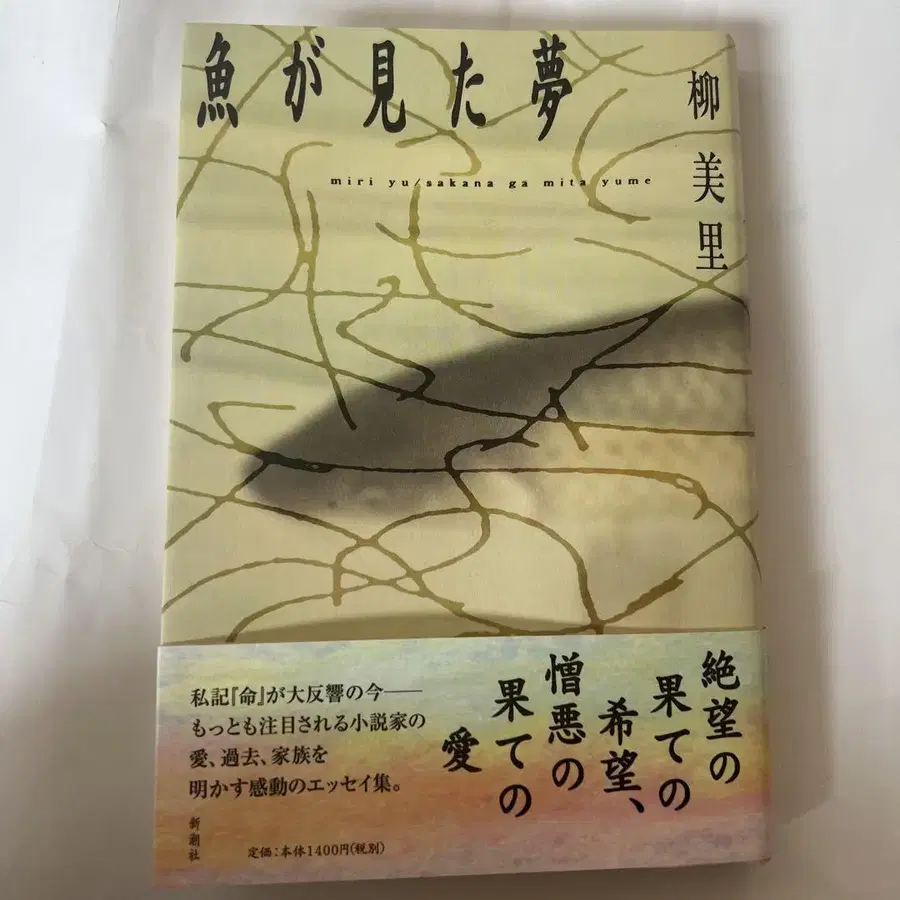 魚が見た夢
柳美里
miri yu/sakana ga mita yume
絶望の
果ての
希望、
憎悪の
果ての
愛
私記『命』が大反響の今——
もっとも注目される小説家の
愛、過去、家族を
明かす感動のエッセイ集。
新潮社
定価:本体1400円(税別)